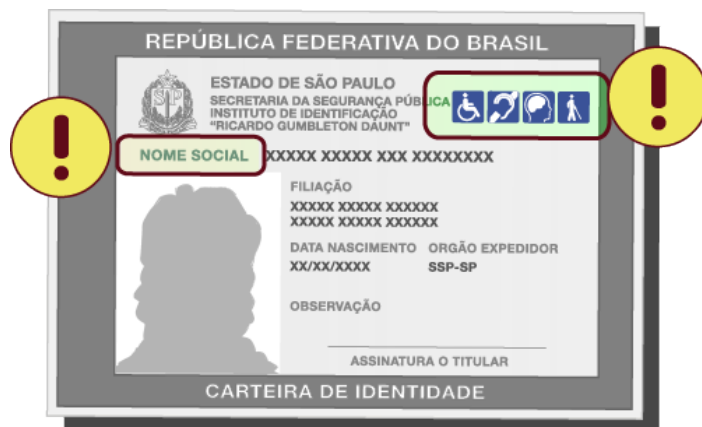 REPÚBLICA FEDERATIVA DO BRASIL
ESTADO DE SÃO PAULO
SECRETARIA DA SEGURANÇA PÚBLICA
INSTITUTO DE IDENTIFICAÇÃO
"RICARDO GUMBLETON DAUNT"
NOME SOCIAL XXXXX XXXXX XXX XXXXXXXX
FILIAÇÃO
XXXXX XXXXX XXXXXX
XXXXX XXXXX XXXXXX
DATA NASCIMENTO ORGÃO EXPEDIDOR
XX/XX/XXXX SSP-SP
OBSERVAÇÃO
ASSINATURA O TITULAR
CARTEIRA DE IDENTIDADE